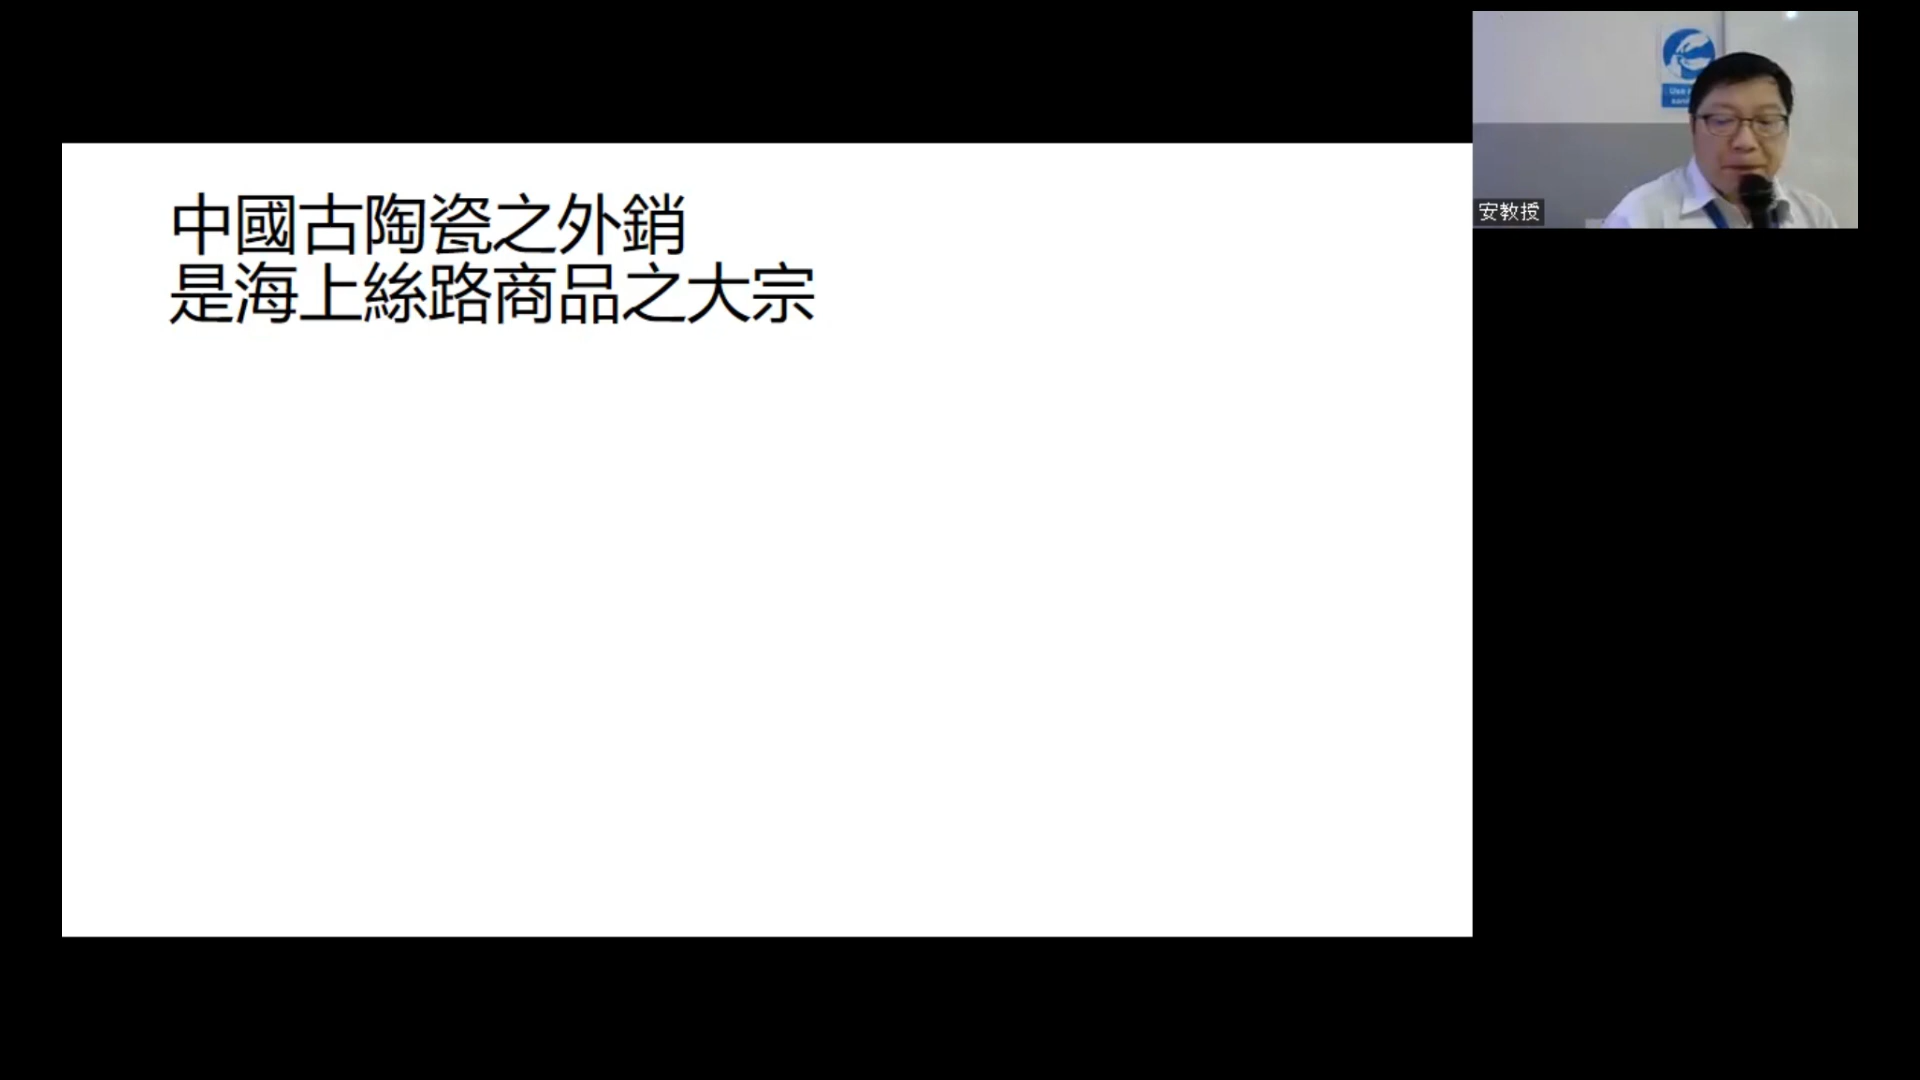 中國古陶瓷之外銷
是海上絲路商品之大宗
安教授